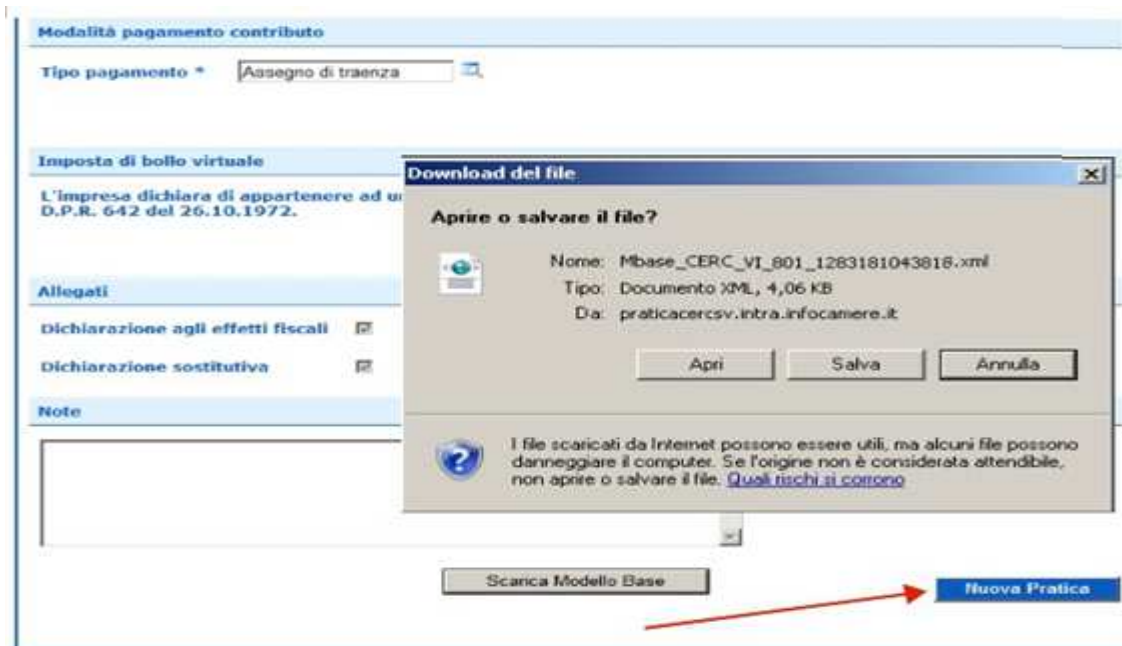 Modalità pagamento contributo
Tipo pagamento * Assegno di traenza
Imposta di bollo virtuale
L'impresa dichiara di appartenere ad
D.P.R. 642 del 26.10.1972.
Allegati
Dichiarazione agli effetti fiscali
Dichiarazione sostitutiva
Note
Download del file
Aprire o salvare il file?
Nome: Mbase_CERC_VI_801_1283181043818.xml
Tipo: Documento XML, 4,06 KB
Da: praticacercsv.intra.infocamere.it
Apri Salva Annulla
I file scaricati da Internet possono essere utili, ma alcuni file possono
danneggiare il computer. Se l'origine non è considerata attendibile,
non aprire o salvare il file. Quali rischi si corrono
Scarica Modello Base
Nuova Pratica